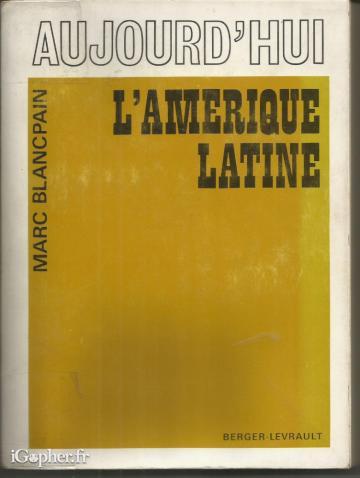 AUJOURD'HUI
L'AMERIQUE
LATINE
MARC BLANCPAIN
BERGER-LEVRAULT
iGopher.fr